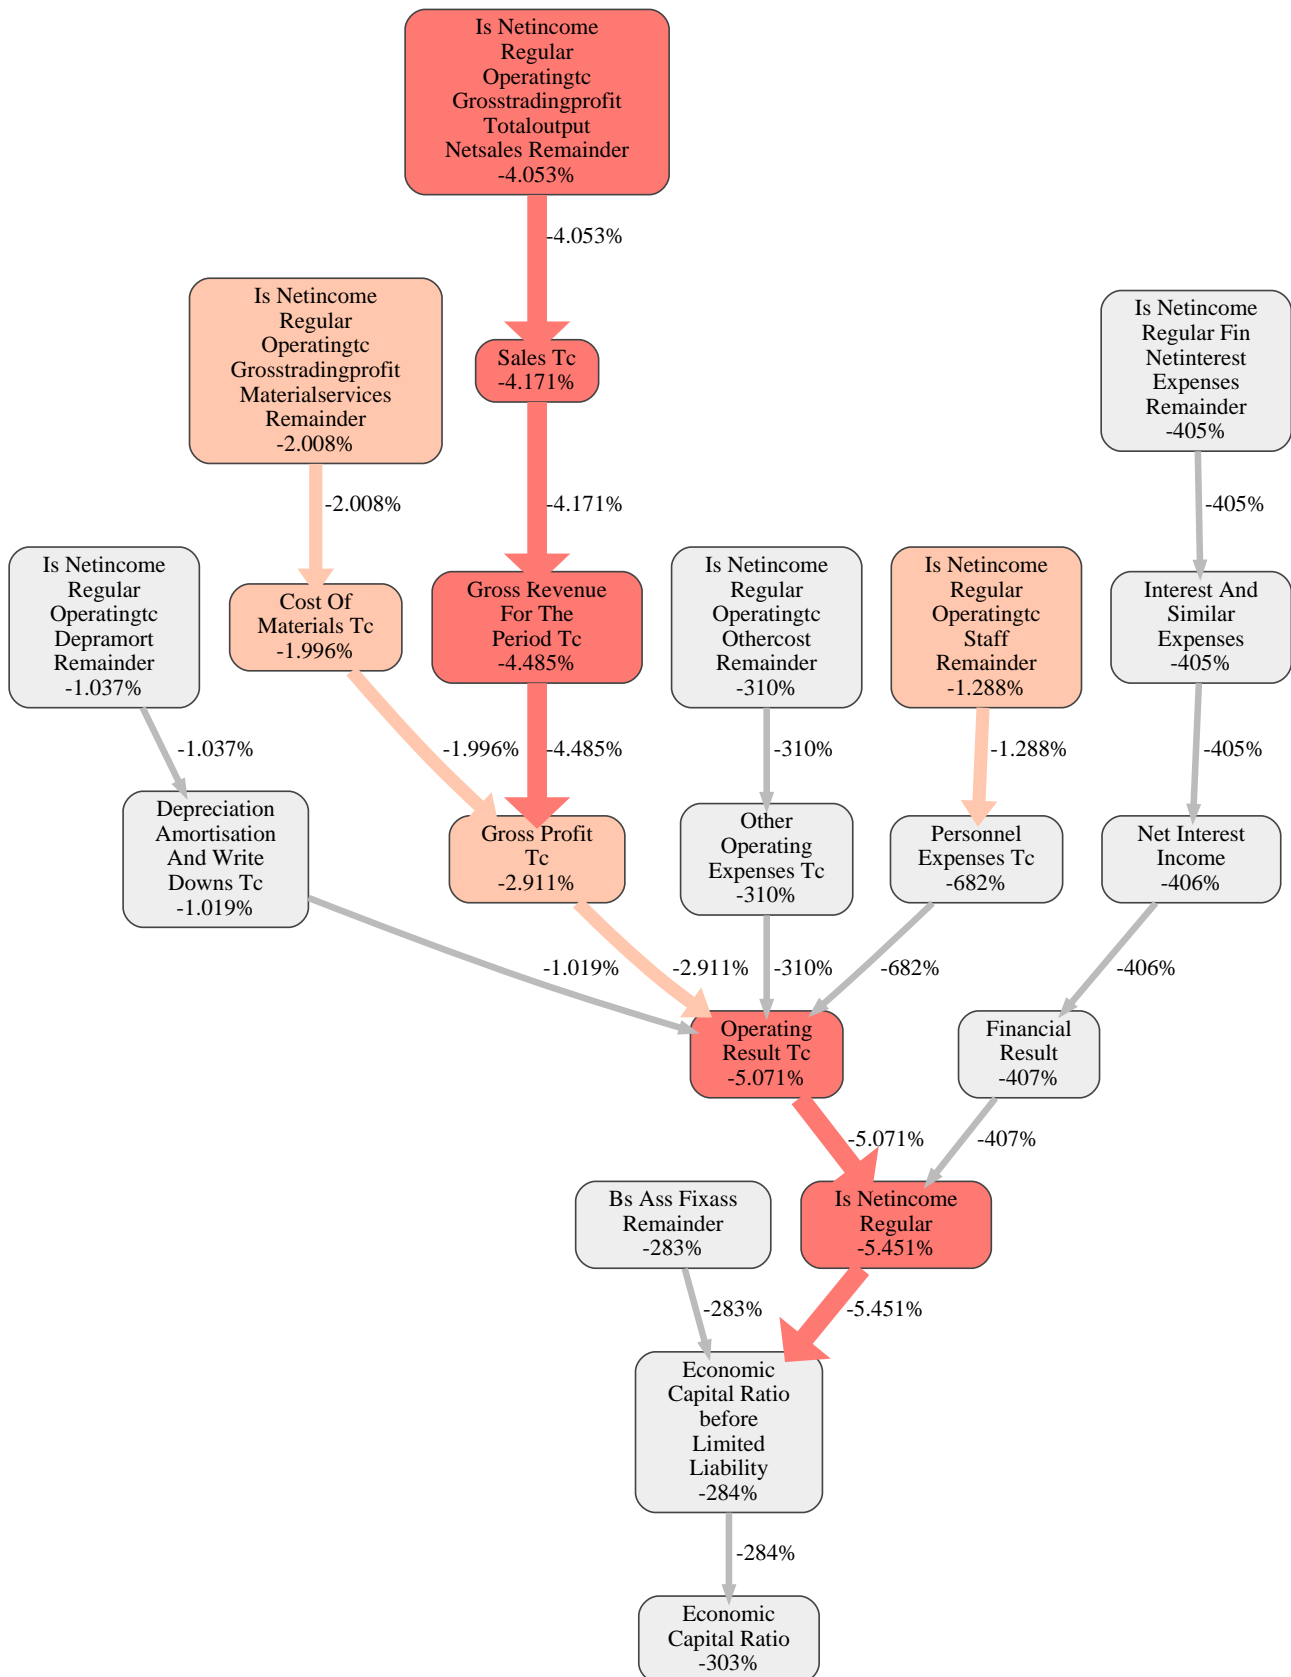 Is Netincome
Regular
Operatingtc
Grosstradingprofit
Totaloutput
Netsales Remainder
-4.053%
-4.053%
Is Netincome
Regular
Operatingtc
Grosstradingprofit
Materialservices
Remainder
-2.008%
Sales Tc
-4.171%
Is Netincome
Regular Fin
Netinterest
Expenses
Remainder
-405%
-2.008%
-4.171%
-405%
Is Netincome
Regular
Operatingtc
Depramort
Remainder
-1.037%
Cost Of
Materials Tc
-1.996%
Gross Revenue
For The
Period Tc
-4.485%
Is Netincome
Regular
Operatingtc
Othercost
Remainder
-310%
Is Netincome
Regular
Operatingtc
Staff
Remainder
-1.288%
Interest And
Similar
Expenses
-405%
-1.037%
-1.996%
-4.485%
-310%
-1.288%
-405%
Depreciation
Amortisation
And Write
Downs Tc
-1.019%
Gross Profit
Tc
-2.911%
Other
Operating
Expenses Tc
-310%
Personnel
Expenses Tc
-682%
Net Interest
Income
-406%
-1.019%
-2.911%
-310%
-682%
-406%
Operating
Result Tc
-5.071%
Financial
Result
-407%
-5.071%
-407%
Bs Ass Fixass
Remainder
-283%
Is Netincome
Regular
-5.451%
-283%
-5.451%
Economic
Capital Ratio
before
Limited
Liability
-284%
-284%
Economic
Capital Ratio
-303%